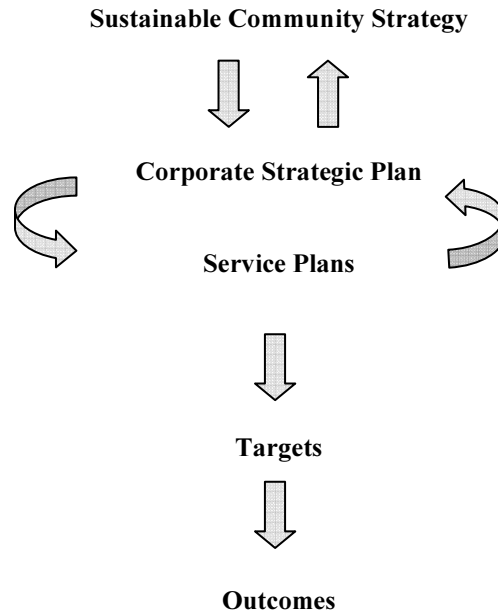 Sustainable Community Strategy
Corporate Strategic Plan
Service Plans
Targets
Outcomes